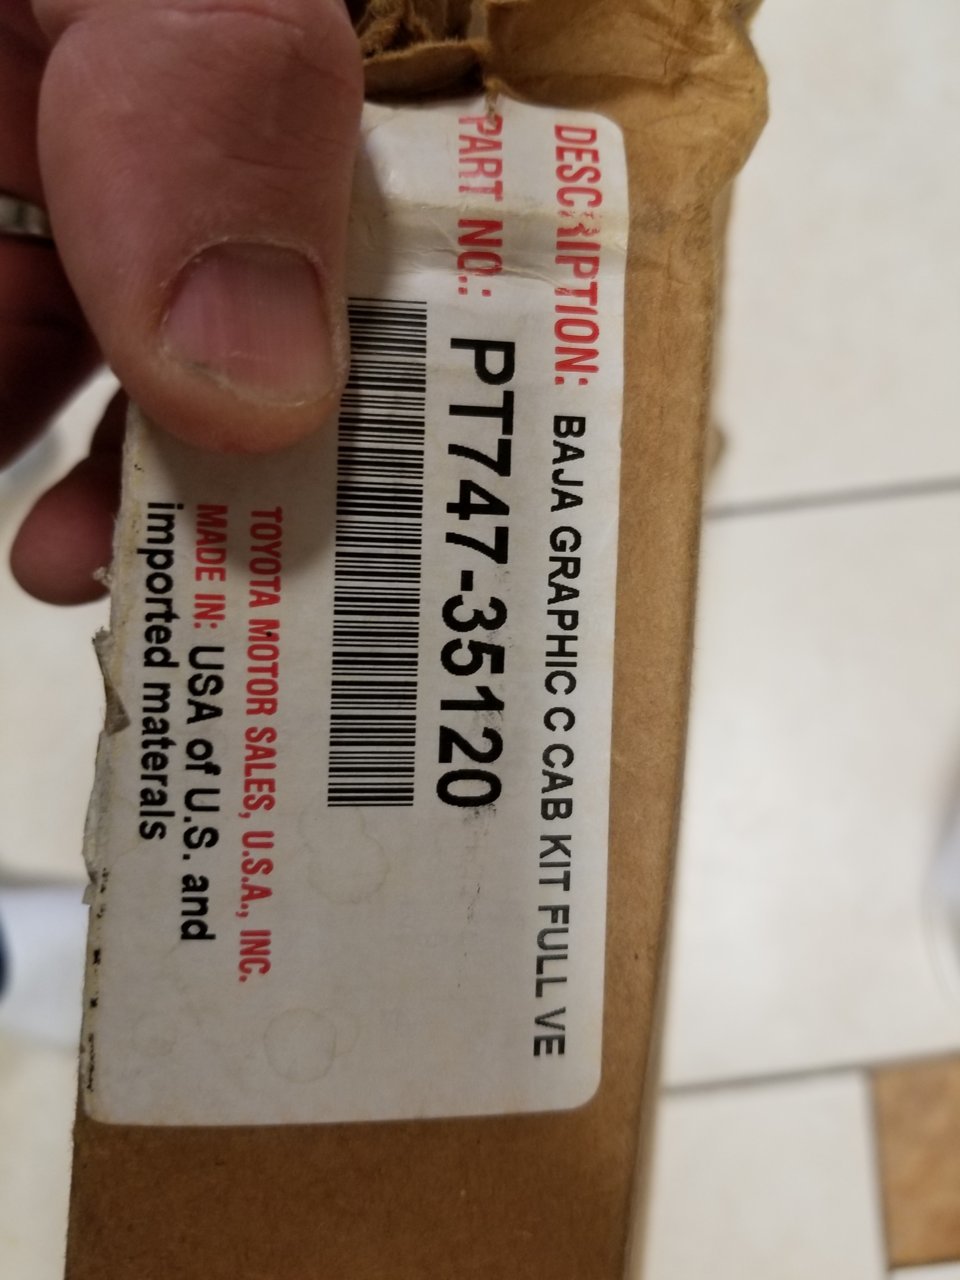 DESCRIPTION: BAJA GRAPHIC C CAB KIT FULL VE
PART NO.: PT747-35120
TOYOTA MOTOR SALES, U.S.A., INC.
MADE IN: USA of U.S. and
imported materals